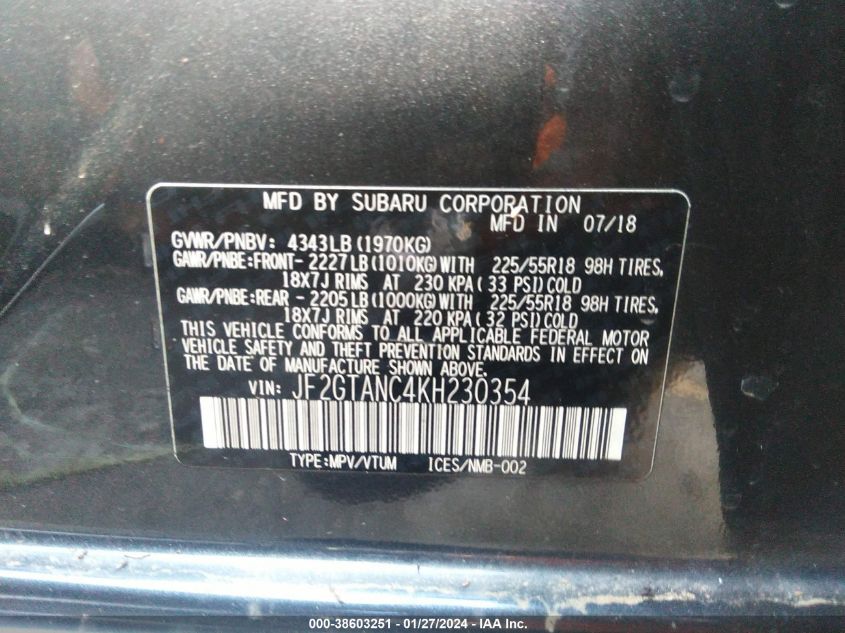 MFD BY SUBARU CORPORATION
MFD IN 07/18
GVWR/PNBV: 4343LB(1970KG)
GAWR/PNBE:FRONT- 2227LB(1010KG)WITH 225/55R18 98H TIRES,
18X7J RIMS AT 230 KPA(33 PSI)COLD
GAWR/PNBE:REAR - 2205LB(1000KG)WITH 225/55R18 98H TIRES,
18X7J RIMS AT 220 KPA(32 PSI)COLD
THIS VEHICLE CONFORMS TO ALL APPLICABLE FEDERAL MOTOR
VEHICLE SAFETY AND THEFT PREVENTION STANDARDS IN EFFECT ON
THE DATE OF MANUFACTURE SHOWN ABOVE.
VIN: JF2GTANC4KH230354
TYPE:MPV/VTUM ICES/NMB-002
000-38603251 - 01/27/2024 - IAA Inc.